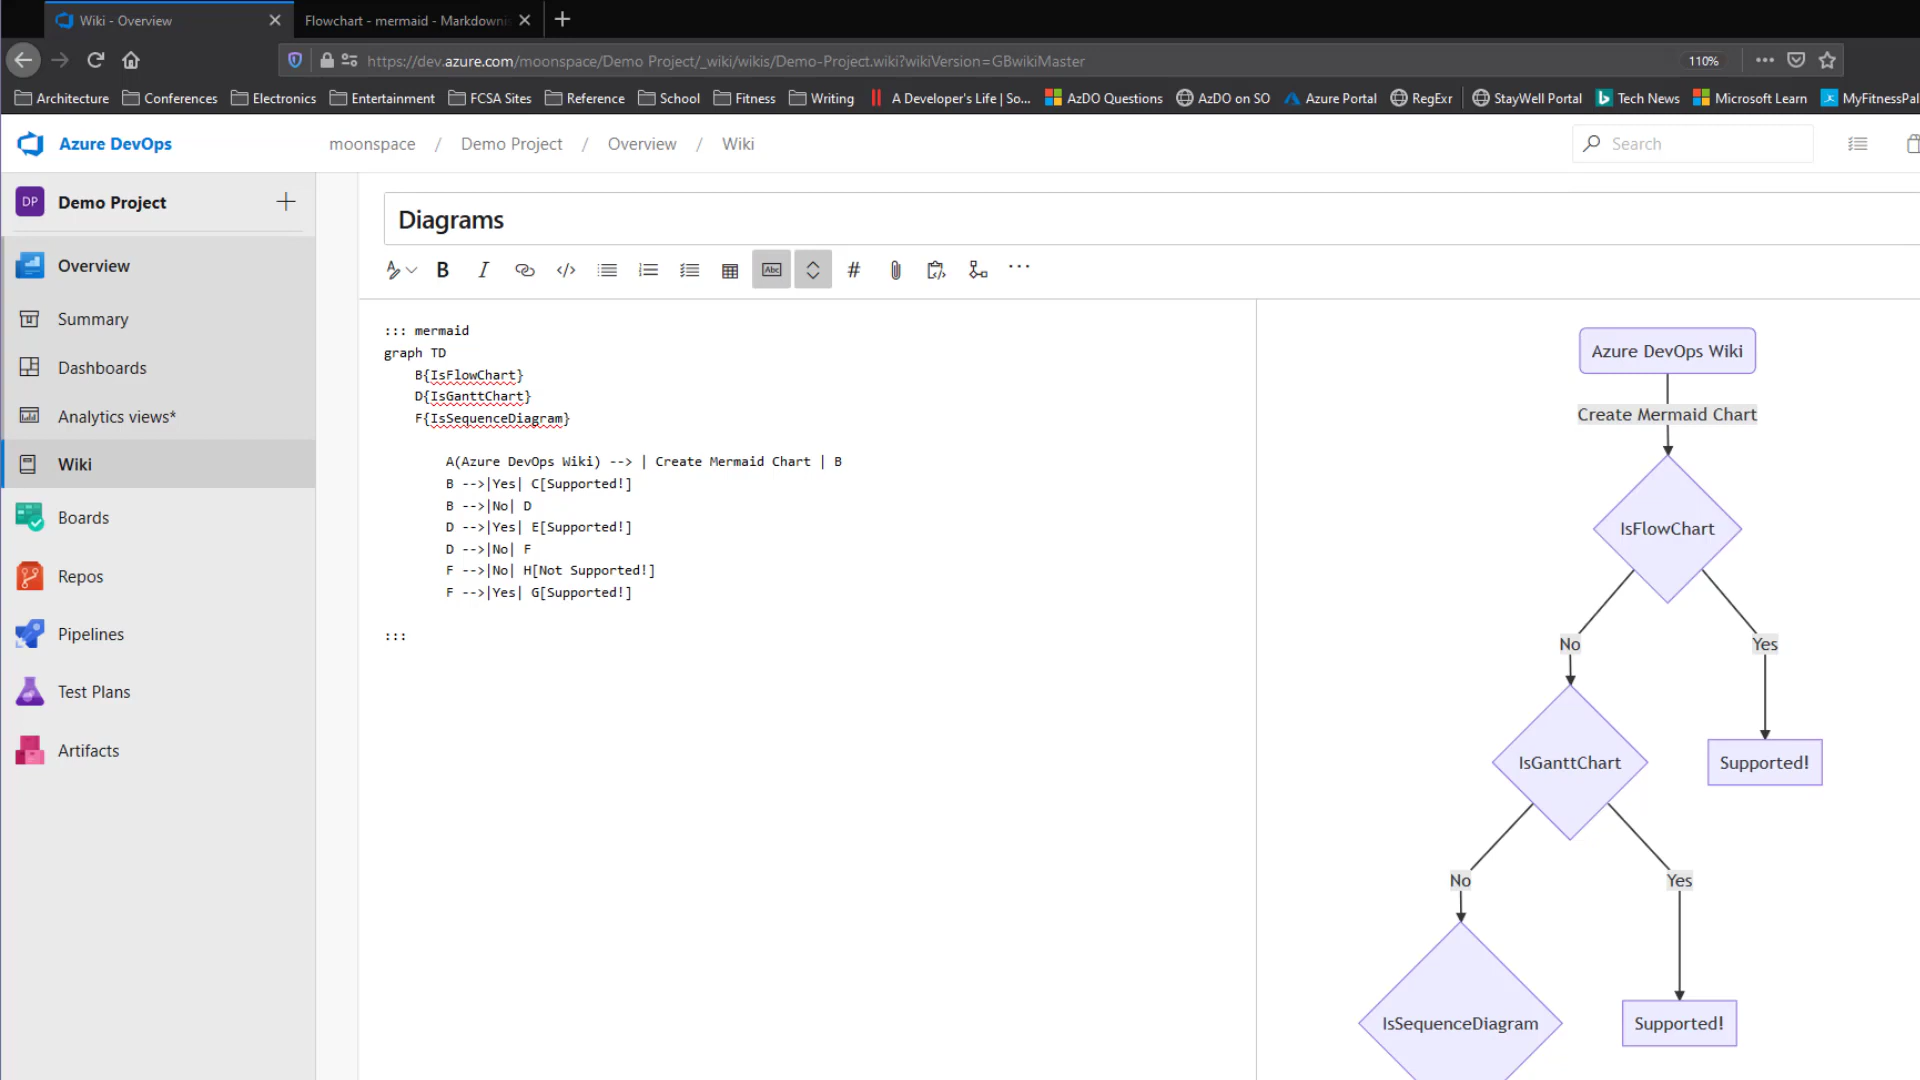 Wiki - Overview
Flowchart - mermaid - Markdownis
https://dev.azure.com/moonspace/Demo Project/_wiki/wikis/Demo-Project.wiki?wikiVersion=GBwikiMaster
110%
Architecture
Conferences
Electronics
Entertainment
FCSA Sites
Reference
School
Fitness
Writing
A Developer's Life | So...
AzDO Questions
AzDO on SO
Azure Portal
RegExr
StayWell Portal
Tech News
Microsoft Learn
MyFitnessPal
Azure DevOps
moonspace / Demo Project / Overview / Wiki
Search
DP
Demo Project
Overview
Summary
Dashboards
Analytics views*
Wiki
Boards
Repos
Pipelines
Test Plans
Artifacts
Diagrams
B I </> Abc # ...
::: mermaid
graph TD
B{IsFlowChart}
D{IsGanttChart}
F{IsSequenceDiagram}
A(Azure DevOps Wiki) --> | Create Mermaid Chart | B
B -->|Yes| C[Supported!]
B -->|No| D
D -->|Yes| E[Supported!]
D -->|No| F
F -->|No| H[Not Supported!]
F -->|Yes| G[Supported!]
:::
Azure DevOps Wiki
Create Mermaid Chart
IsFlowChart
No
Yes
IsGanttChart
Supported!
No
Yes
IsSequenceDiagram
Supported!